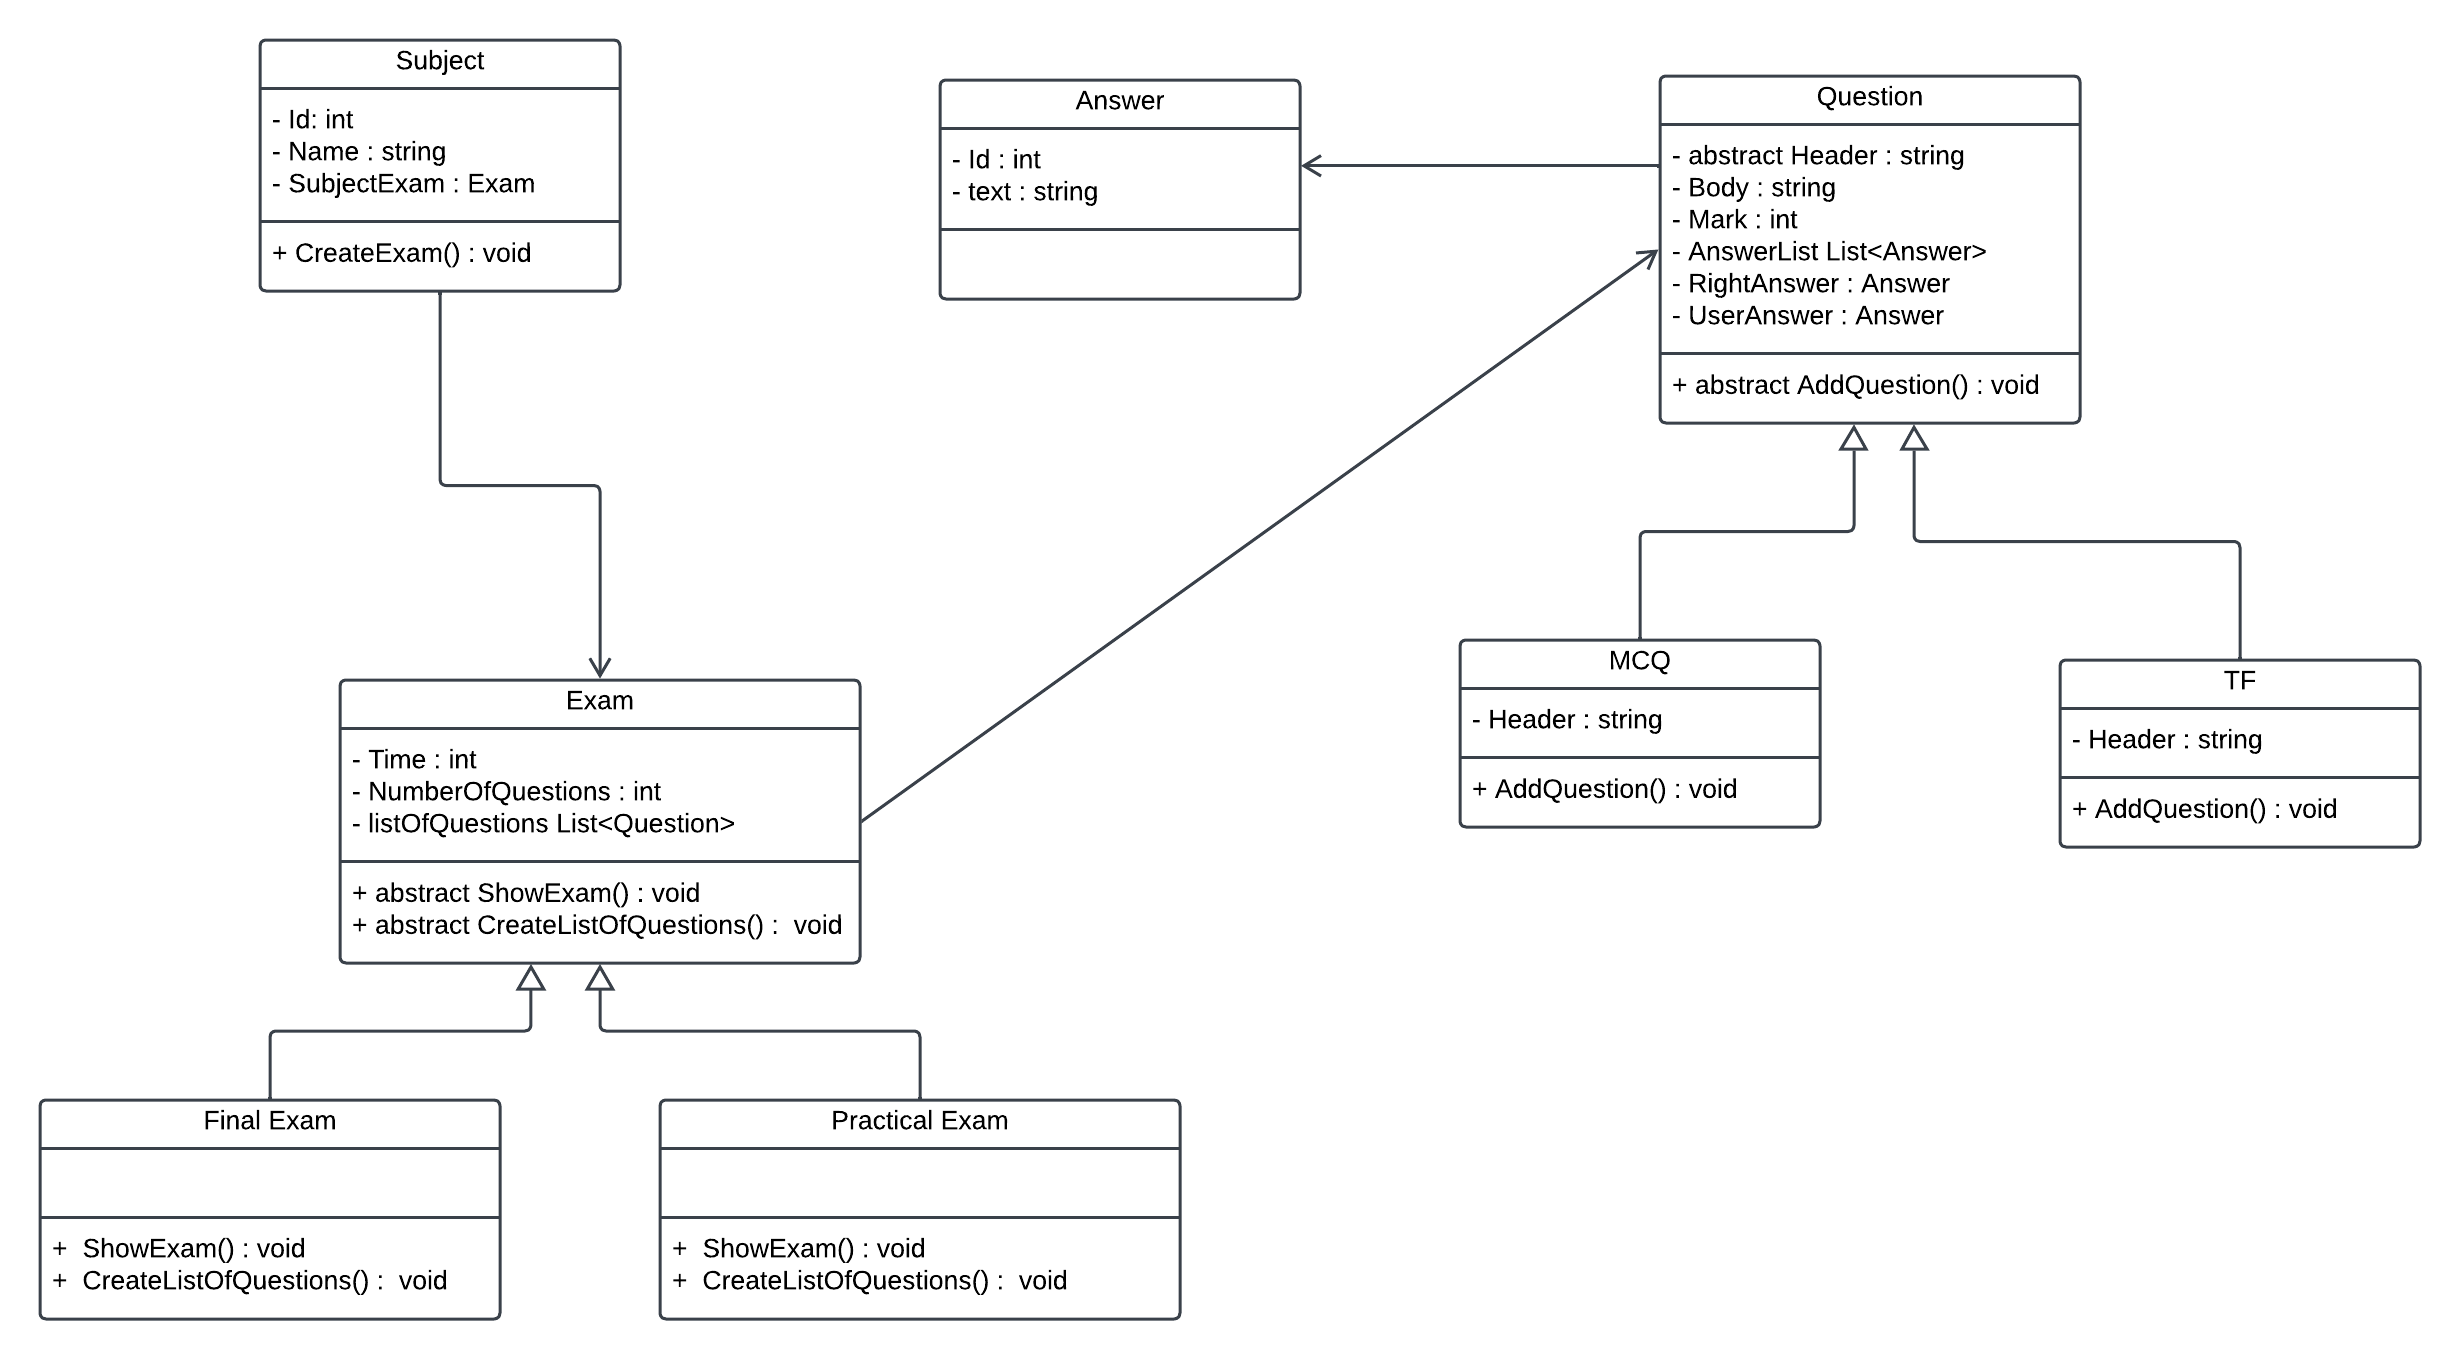 Subject
- Id: int
- Name : string
- SubjectExam : Exam
+ CreateExam() : void
Answer
- Id : int
- text : string
Question
- abstract Header : string
- Body : string
- Mark : int
- AnswerList List<Answer>
- RightAnswer : Answer
- UserAnswer : Answer
+ abstract AddQuestion() : void
Exam
- Time : int
- NumberOfQuestions : int
- listOfQuestions List<Question>
+ abstract ShowExam() : void
+ abstract CreateListOfQuestions() :  void
MCQ
- Header : string
+ AddQuestion() : void
TF
- Header : string
+ AddQuestion() : void
Final Exam
+  ShowExam() : void
+  CreateListOfQuestions() :  void
Practical Exam
+  ShowExam() : void
+  CreateListOfQuestions() :  void